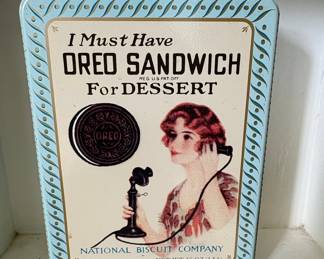 I Must Have
OREO SANDWICH
REG. U.S. PAT. OFF.
For DESSERT
OREO
NATIONAL BISCUIT COMPANY